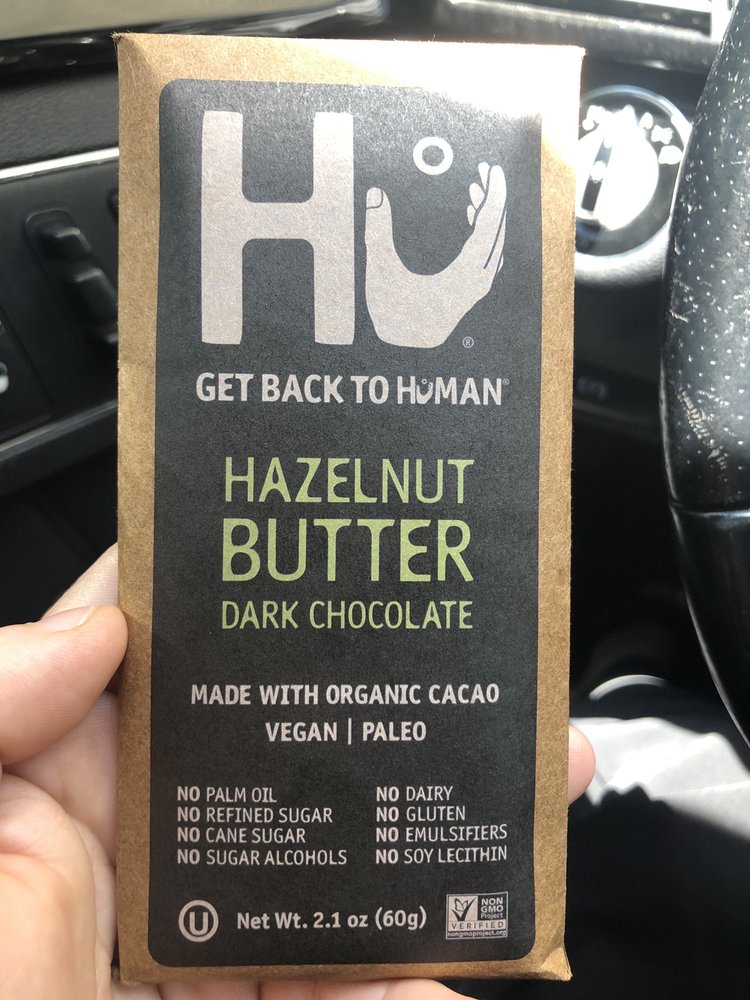 HU
®
GET BACK TO HUMAN®
HAZELNUT
BUTTER
DARK CHOCOLATE
MADE WITH ORGANIC CACAO
VEGAN | PALEO
NO PALM OIL
NO REFINED SUGAR
NO CANE SUGAR
NO SUGAR ALCOHOLS
NO DAIRY
NO GLUTEN
NO EMULSIFIERS
NO SOY LECITHIN
U
Net Wt. 2.1 oz (60g)
NON
GMO
Project
VERIFIED
nongmoproject.org